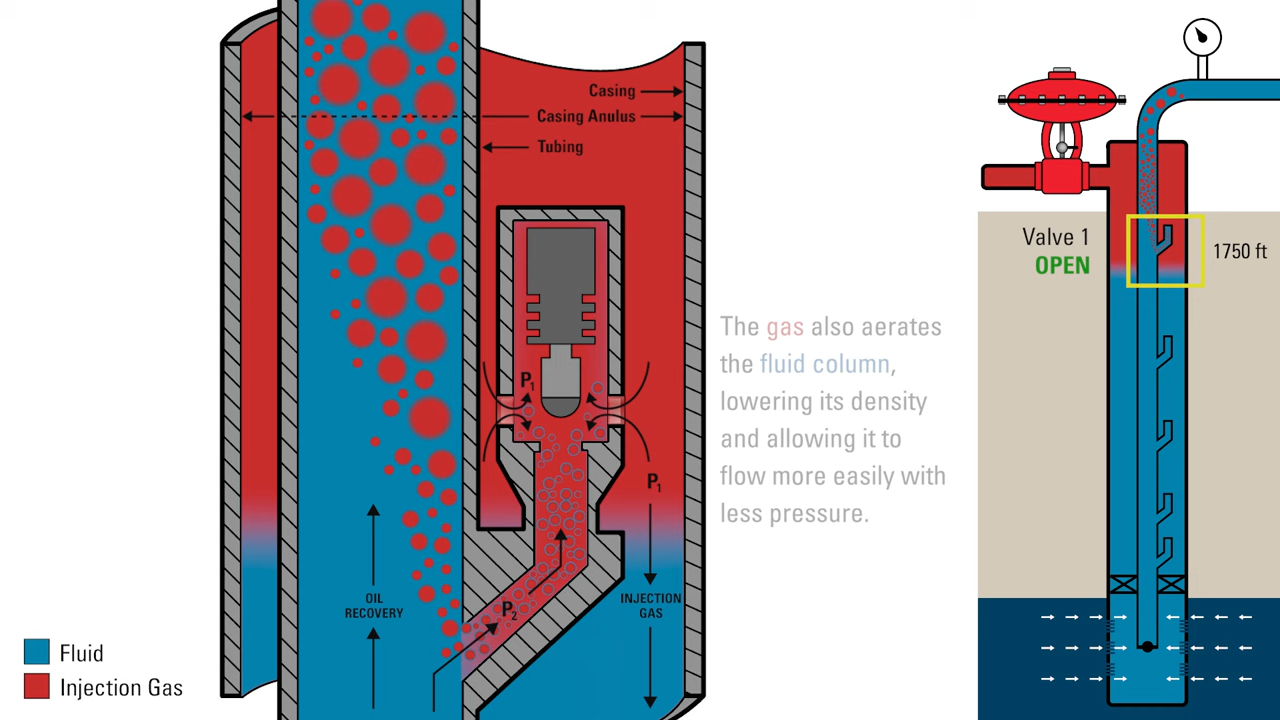 Casing
Casing Anulus
Tubing
P1
P1
P2
OIL
RECOVERY
INJECTION
GAS
Fluid
Injection Gas
The gas also aerates
the fluid column,
lowering its density
and allowing it to
flow more easily with
less pressure.
Valve 1
OPEN
1750 ft